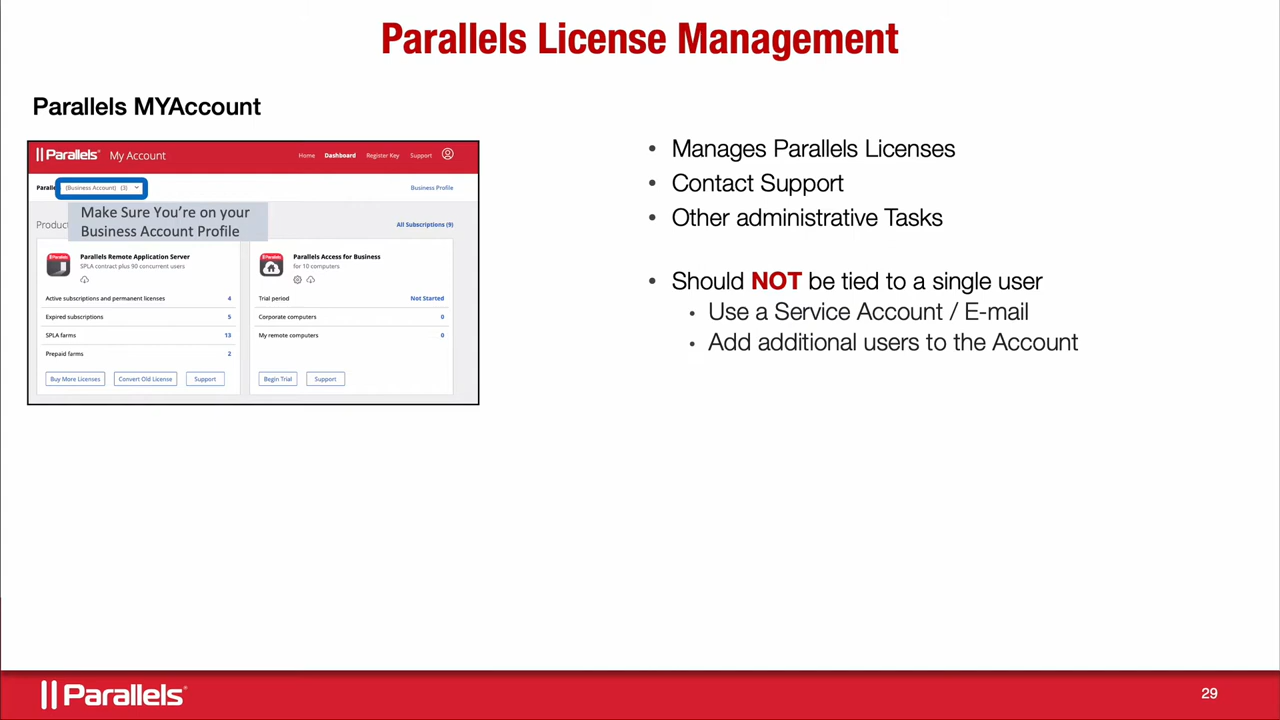 Parallels License Management
Parallels MYAccount
Parallels® My Account
Home Dashboard Register Key Support
Paralle (Business Account) (3)
Business Profile
Make Sure You're on your
Business Account Profile
Product
All Subscriptions (9)
Parallels Remote Application Server
SPLA contract plus 90 concurrent users
Active subscriptions and permanent licenses 4
Expired subscriptions 5
SPLA farms 13
Prepaid farms 2
Buy More Licenses Convert Old License Support
Parallels Access for Business
for 10 computers
Trial period Not Started
Corporate computers 0
My remote computers 0
Begin Trial Support
• Manages Parallels Licenses
• Contact Support
• Other administrative Tasks
• Should NOT be tied to a single user
• Use a Service Account / E-mail
• Add additional users to the Account
Parallels®
29